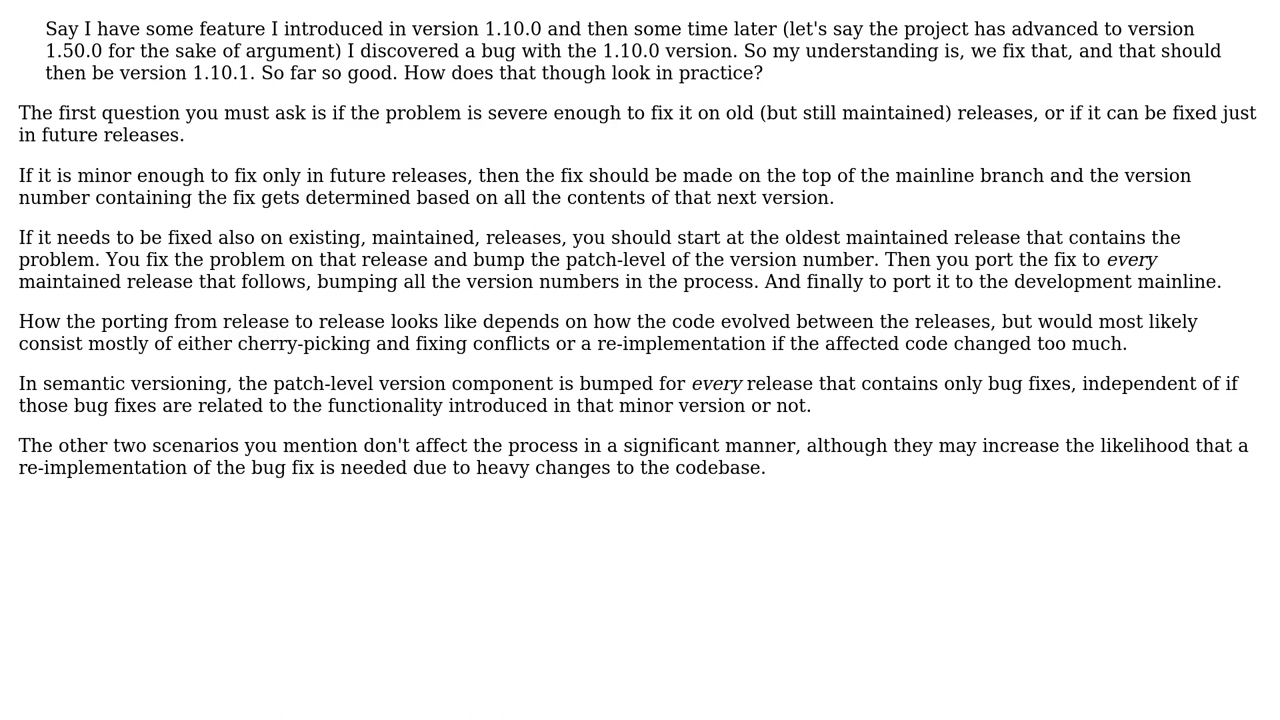 Say I have some feature I introduced in version 1.10.0 and then some time later (let's say the project has advanced to version
1.50.0 for the sake of argument) I discovered a bug with the 1.10.0 version. So my understanding is, we fix that, and that should
then be version 1.10.1. So far so good. How does that though look in practice?
The first question you must ask is if the problem is severe enough to fix it on old (but still maintained) releases, or if it can be fixed just
in future releases.
If it is minor enough to fix only in future releases, then the fix should be made on the top of the mainline branch and the version
number containing the fix gets determined based on all the contents of that next version.
If it needs to be fixed also on existing, maintained, releases, you should start at the oldest maintained release that contains the
problem. You fix the problem on that release and bump the patch-level of the version number. Then you port the fix to every
maintained release that follows, bumping all the version numbers in the process. And finally to port it to the development mainline.
How the porting from release to release looks like depends on how the code evolved between the releases, but would most likely
consist mostly of either cherry-picking and fixing conflicts or a re-implementation if the affected code changed too much.
In semantic versioning, the patch-level version component is bumped for every release that contains only bug fixes, independent of if
those bug fixes are related to the functionality introduced in that minor version or not.
The other two scenarios you mention don't affect the process in a significant manner, although they may increase the likelihood that a
re-implementation of the bug fix is needed due to heavy changes to the codebase.